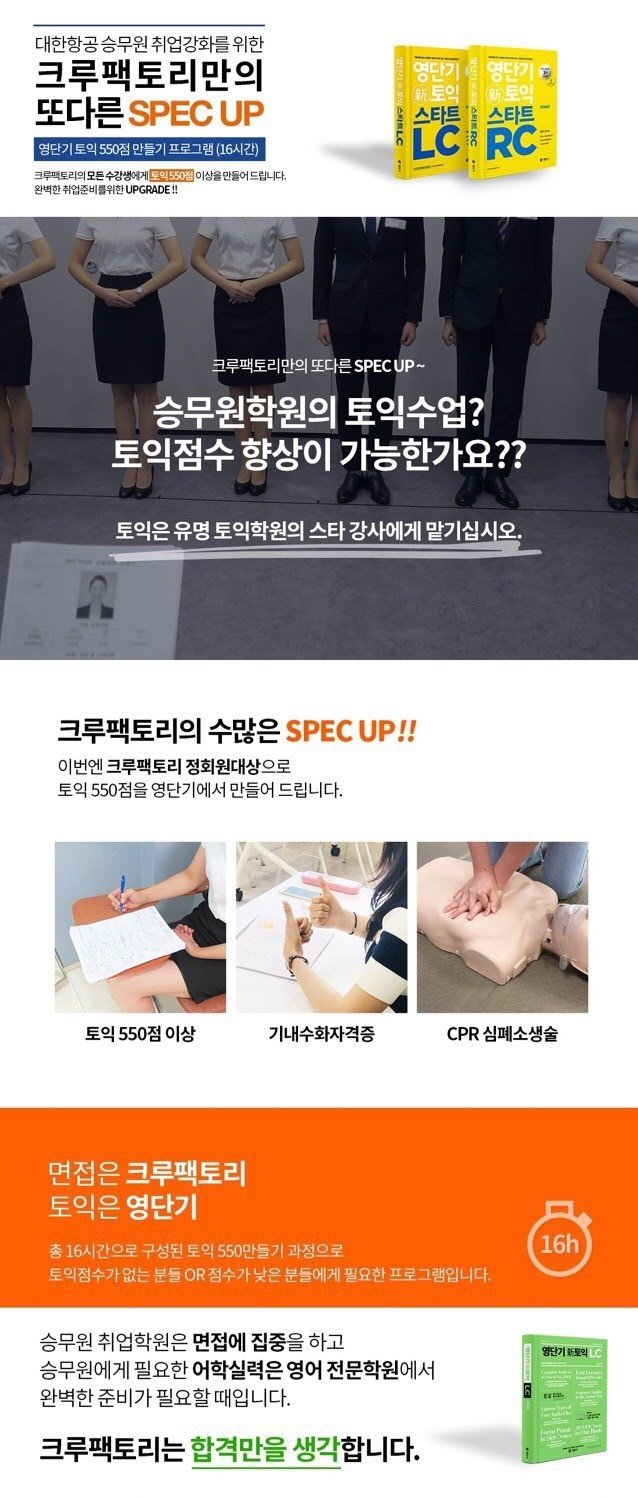 대한항공 승무원 취업강화를 위한
크루팩토리만의
또다른 SPEC UP
영단기 토익 550점 만들기 프로그램 (16시간)
크루팩토리의 모든 수강생에게 토익 550점 이상을 만들어 드립니다.
완벽한 취업준비를위한 UPGRADE !!
영단기
新 토익
스타트
LC
영단기
新 토익
스타트
RC
크루팩토리만의 또다른 SPEC UP ~
승무원학원의 토익수업?
토익점수 향상이 가능한가요??
토익은 유명 토익학원의 스타 강사에게 맡기십시오.
크루팩토리의 수많은 SPEC UP !!
이번엔 크루팩토리 정회원대상으로
토익 550점을 영단기에서 만들어 드립니다.
토익 550점 이상
기내수화자격증
CPR 심폐소생술
면접은 크루팩토리
토익은 영단기
총 16시간으로 구성된 토익 550만들기 과정으로
토익점수가 없는 분들 OR 점수가 낮은 분들에게 필요한 프로그램입니다.
16h
승무원 취업학원은 면접에 집중을 하고
승무원에게 필요한 어학실력은 영어 전문학원에서
완벽한 준비가 필요할 때입니다.
크루팩토리는 합격만을 생각합니다.
영단기 新토익 LC